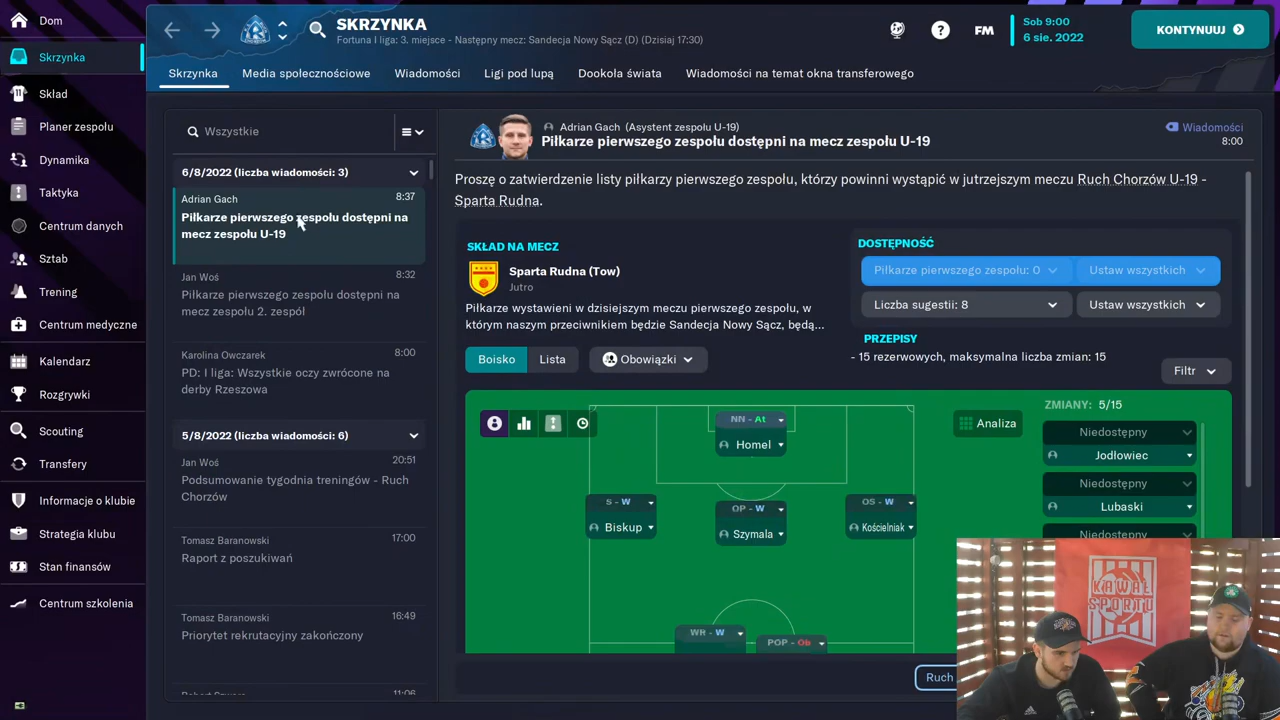 Dom
Skrzynka
Skład
Planer zespołu
Dynamika
Taktyka
Centrum danych
Sztab
Trening
Centrum medyczne
Kalendarz
Rozgrywki
Scouting
Transfery
Informacje o klubie
Strategia klubu
Stan finansów
Centrum szkolenia
SKRZYNKA
Fortuna I liga: 3. miejsce - Następny mecz: Sandecja Nowy Sącz (D) (Dzisiaj 17:30)
FM
Sob 9:00
6 sie. 2022
KONTYNUUJ
Skrzynka
Media społecznościowe
Wiadomości
Ligi pod lupą
Dookoła świata
Wiadomości na temat okna transferowego
Wszystkie
6/8/2022 (liczba wiadomości: 3)
Adrian Gach 8:37
Piłkarze pierwszego zespołu dostępni na
mecz zespołu U-19
Jan Woś 8:32
Piłkarze pierwszego zespołu dostępni na
mecz zespołu 2. zespół
Karolina Owczarek 8:00
PD: I liga: Wszystkie oczy zwrócone na
derby Rzeszowa
5/8/2022 (liczba wiadomości: 6)
Jan Woś 20:51
Podsumowanie tygodnia treningów - Ruch
Chorzów
Tomasz Baranowski 17:00
Raport z poszukiwań
Tomasz Baranowski 16:49
Priorytet rekrutacyjny zakończony
11:06
Adrian Gach (Asystent zespołu U-19)
Piłkarze pierwszego zespołu dostępni na mecz zespołu U-19
Wiadomości
8:00
Proszę o zatwierdzenie listy piłkarzy pierwszego zespołu, którzy powinni wystąpić w jutrzejszym meczu Ruch Chorzów U-19 -
Sparta Rudna.
SKŁAD NA MECZ
Sparta Rudna (Tow)
Jutro
Piłkarze wystawieni w dzisiejszym meczu pierwszego zespołu, w
którym naszym przeciwnikiem będzie Sandecja Nowy Sącz, będą...
DOSTĘPNOŚĆ
Piłkarze pierwszego zespołu: 0
Ustaw wszystkich
Liczba sugestii: 8
Ustaw wszystkich
PRZEPISY
- 15 rezerwowych, maksymalna liczba zmian: 15
Boisko
Lista
Obowiązki
Filtr
NN - At
Homel
Analiza
S - W
Biskup
OP - W
Szymala
OS - W
Kościelniak
WR - W
POP - Ob
ZMIANY: 5/15
Niedostępny
Jodłowiec
Niedostępny
Lubaski
Niedostępny
Ruch
KAWAŁ
SPORTU